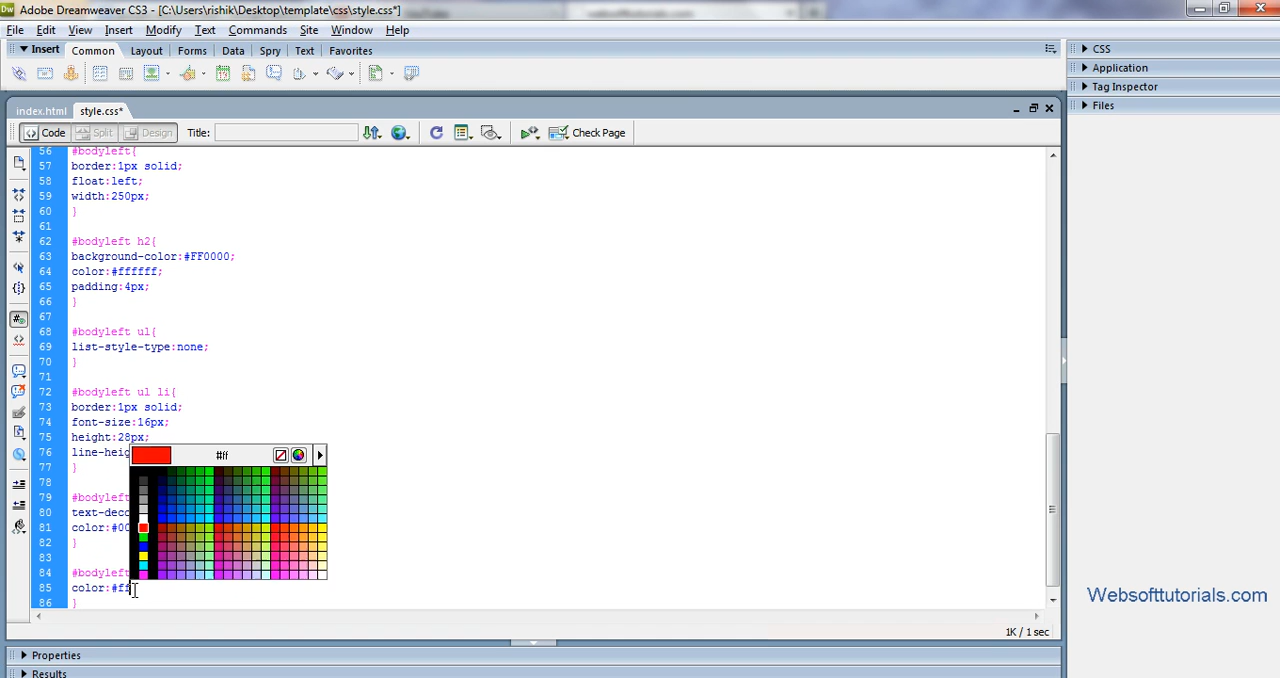 Dw Adobe Dreamweaver CS3 - [C:\Users\rishik\Desktop\template\css\style.css*]
File Edit View Insert Modify Text Commands Site Window Help
Insert Common Layout Forms Data Spry Text Favorites
CSS
Application
Tag Inspector
Files
index.html style.css*
Code Split Design Title: Check Page
56 #bodyleft{
57 border:1px solid;
58 float:left;
59 width:250px;
60 }
61
62 #bodyleft h2{
63 background-color:#FF0000;
64 color:#ffffff;
65 padding:4px;
66 }
67
68 #bodyleft ul{
69 list-style-type:none;
70 }
71
72 #bodyleft ul li{
73 border:1px solid;
74 font-size:16px;
75 height:28px;
76 line-heig
77 }
78
79 #bodyleft
80 text-deco
81 color:#00
82 }
83
84 #bodyleft
85 color:#ff
86 }
#ff
Websofttutorials.com
1K / 1 sec
Properties
Results